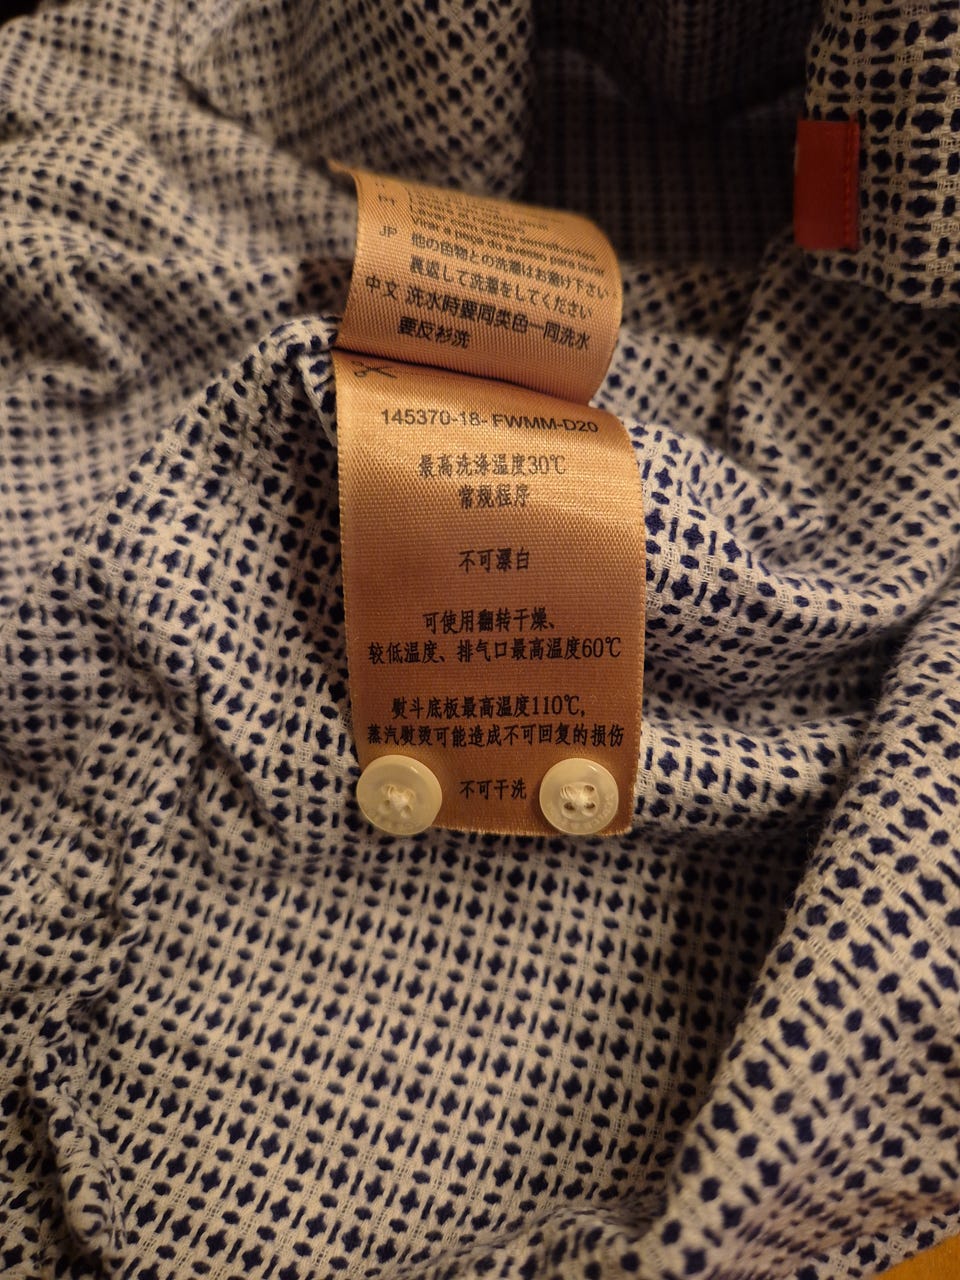 JP 他の色物との洗濯はお避け下さい
裏返して洗濯をしてください
中文 洗水時要同类色一同洗水
要反衫洗
145370-18- FWMM-D20
最高洗涤温度30℃
常规程序
不可漂白
可使用翻转干燥、
较低温度、排气口最高温度60℃
熨斗底板最高温度110℃,
蒸汽熨烫可能造成不可回复的损伤
不可干洗